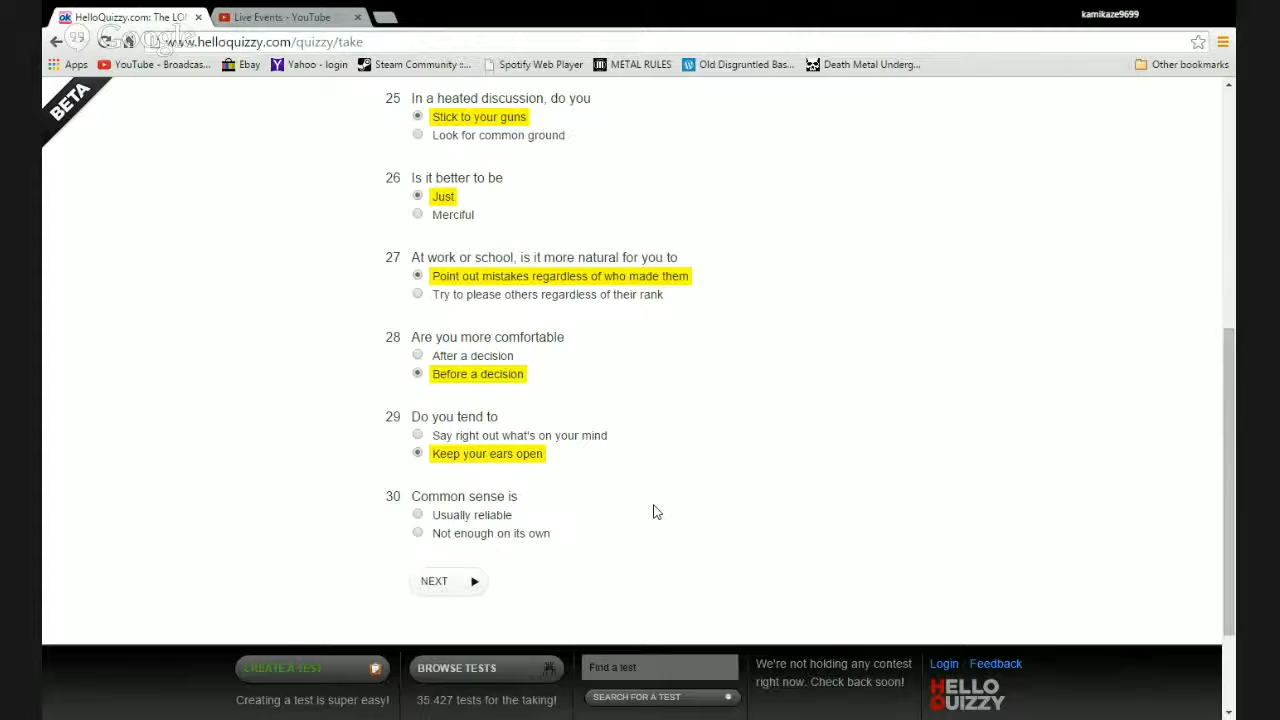 ok HelloQuizzy.com: The LO!
Live Events - YouTube
kamikaze9699
Google
www.helloquizzy.com/quizzy/take
Apps
YouTube - Broadcas...
Ebay
Yahoo - login
Steam Community :...
Spotify Web Player
METAL RULES
Old Disgruntled Bas...
Death Metal Underg...
Other bookmarks
BETA
25 In a heated discussion, do you
Stick to your guns
Look for common ground
26 Is it better to be
Just
Merciful
27 At work or school, is it more natural for you to
Point out mistakes regardless of who made them
Try to please others regardless of their rank
28 Are you more comfortable
After a decision
Before a decision
29 Do you tend to
Say right out what's on your mind
Keep your ears open
30 Common sense is
Usually reliable
Not enough on its own
NEXT
CREATE A TEST
Creating a test is super easy!
BROWSE TESTS
35.427 tests for the taking!
Find a test
SEARCH FOR A TEST
We're not holding any contest
right now. Check back soon!
Login / Feedback
HELLO
QUIZZY